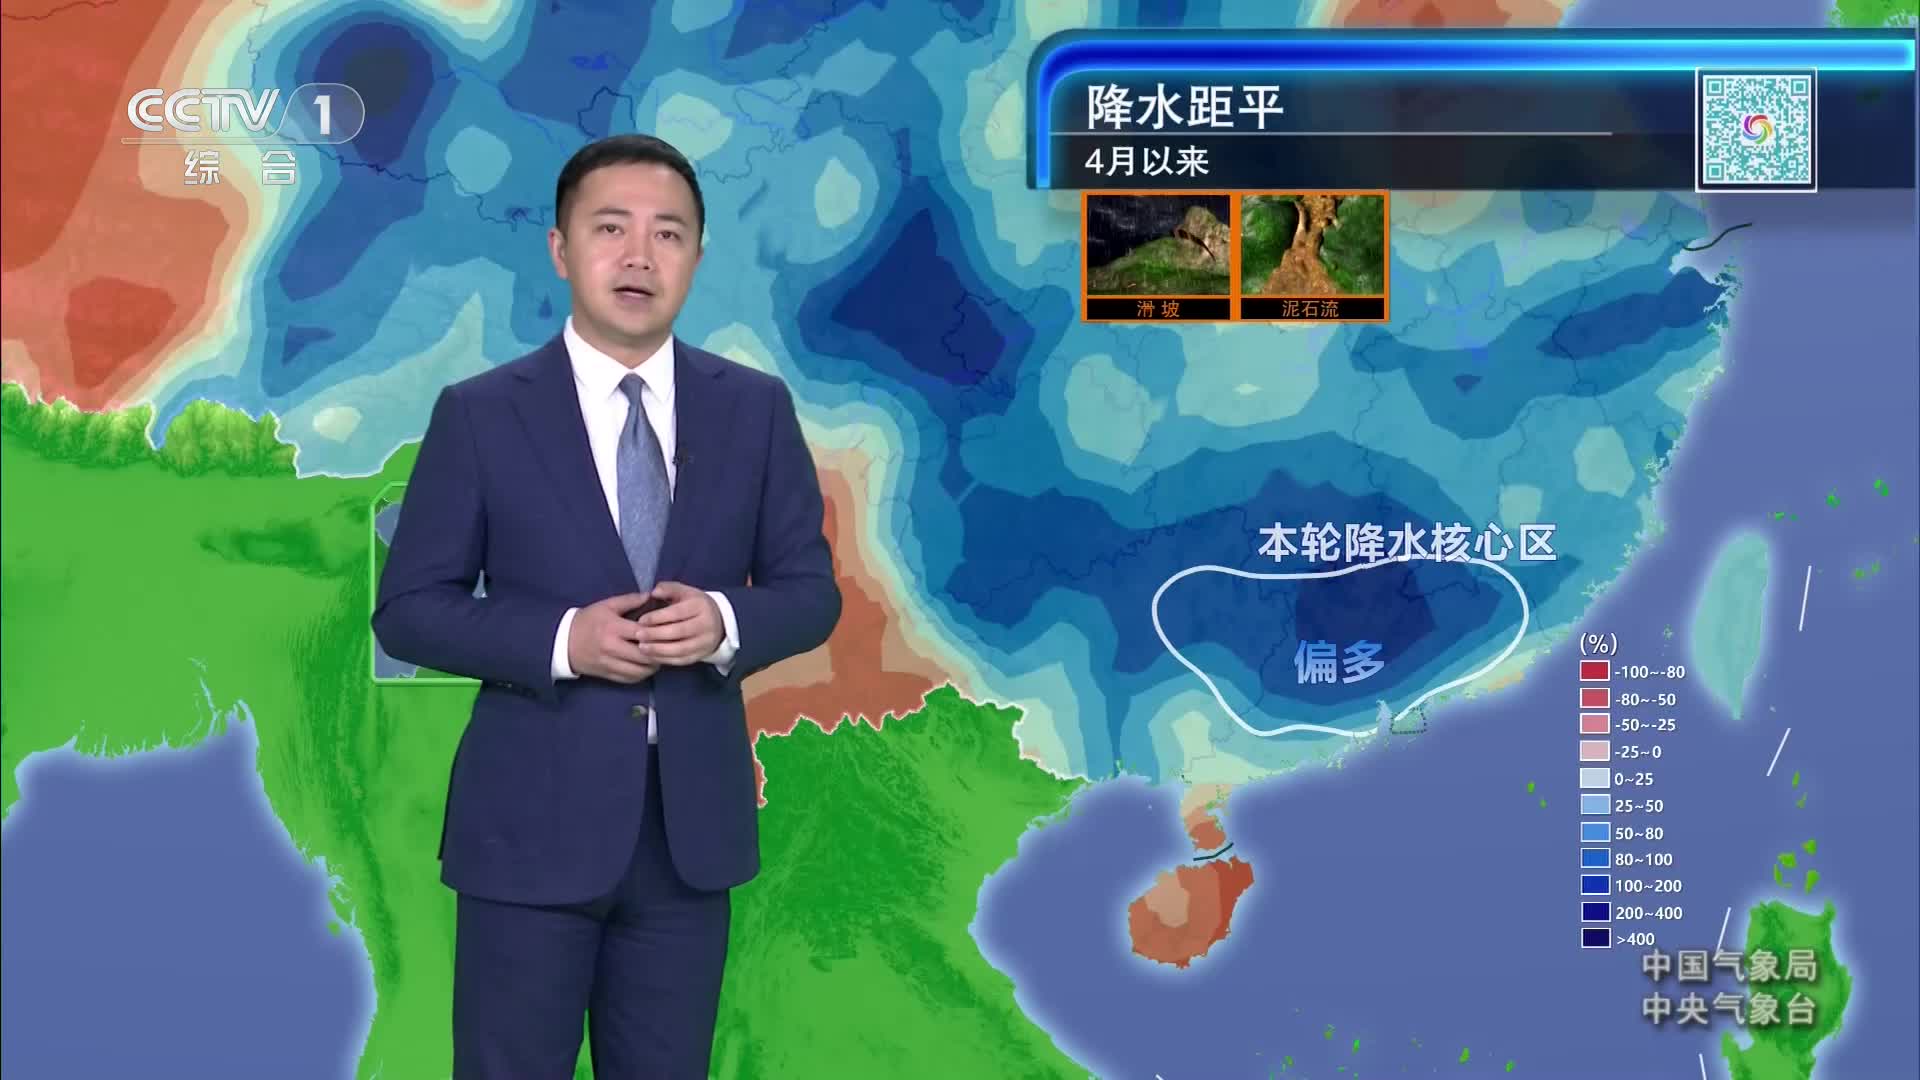 CCTV 1
综合
降水距平
4月以来
滑坡
泥石流
本轮降水核心区
偏多
(%)
-100~-80
-80~-50
-50~-25
-25~0
0~25
25~50
50~80
80~100
100~200
200~400
>400
中国气象局
中央气象台